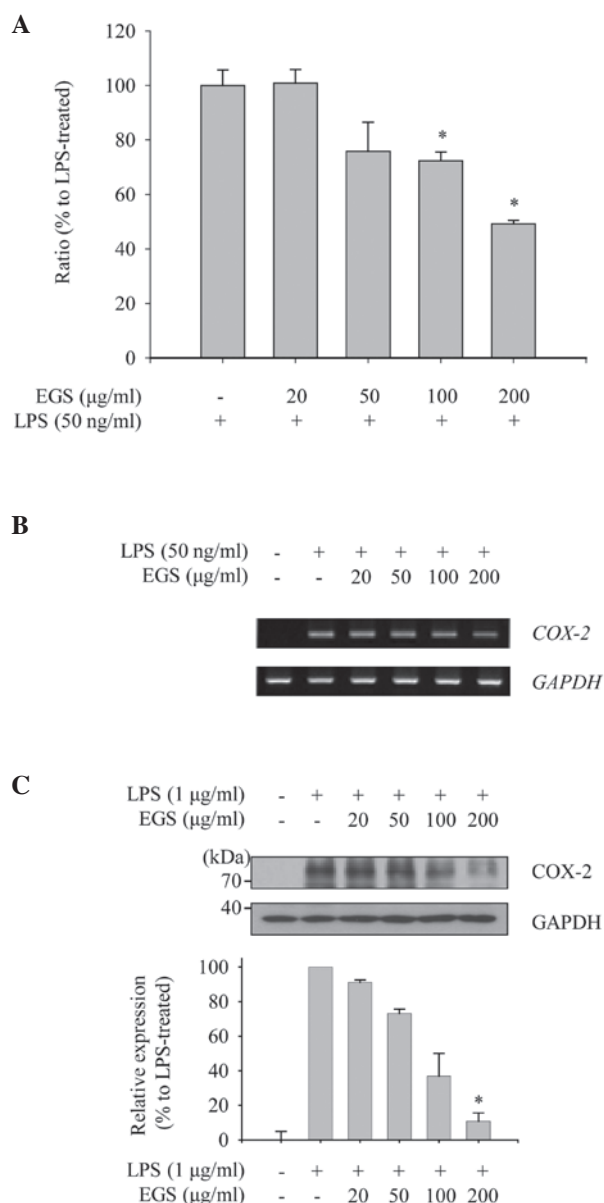 A
Ratio (% to LPS-treated)
120
100
80
60
40
20
0
*
*
EGS (μg/ml) - 20 50 100 200
LPS (50 ng/ml) + + + + +
B
LPS (50 ng/ml) - + + + + +
EGS (μg/ml) - - 20 50 100 200
COX-2
GAPDH
C
LPS (1 μg/ml) - + + + + +
EGS (μg/ml) - - 20 50 100 200
(kDa)
70
COX-2
40
GAPDH
Relative expression
(% to LPS-treated)
100
80
60
40
20
0
*
LPS (1 μg/ml) - + + + + +
EGS (μg/ml) - - 20 50 100 200